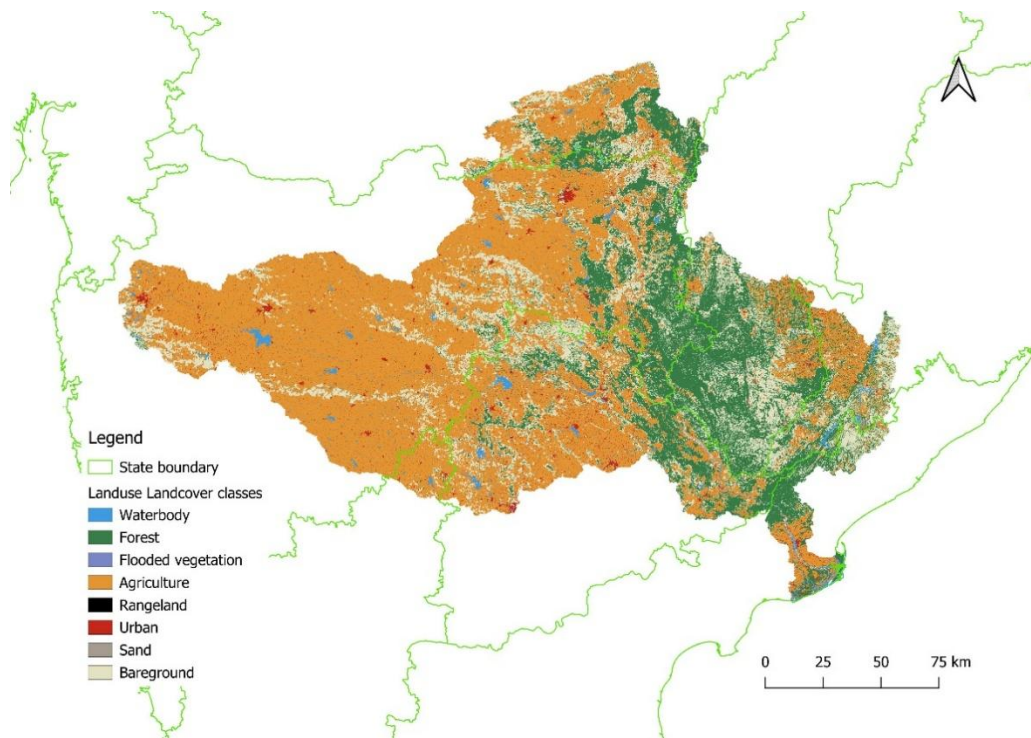 Legend
State boundary
Landuse Landcover classes
Waterbody
Forest
Flooded vegetation
Agriculture
Rangeland
Urban
Sand
Bareground
0 25 50 75 km